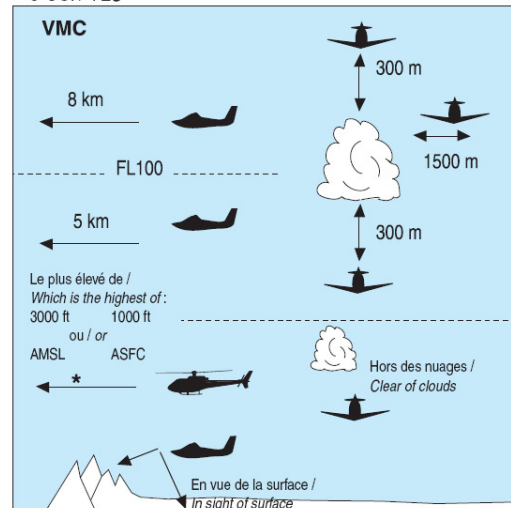 VMC
300 m
8 km
1500 m
FL100
5 km
300 m
Le plus élevé de /
Which is the highest of :
3000 ft 1000 ft
ou / or
AMSL ASFC
*
Hors des nuages /
Clear of clouds
En vue de la surface /
In sight of surface